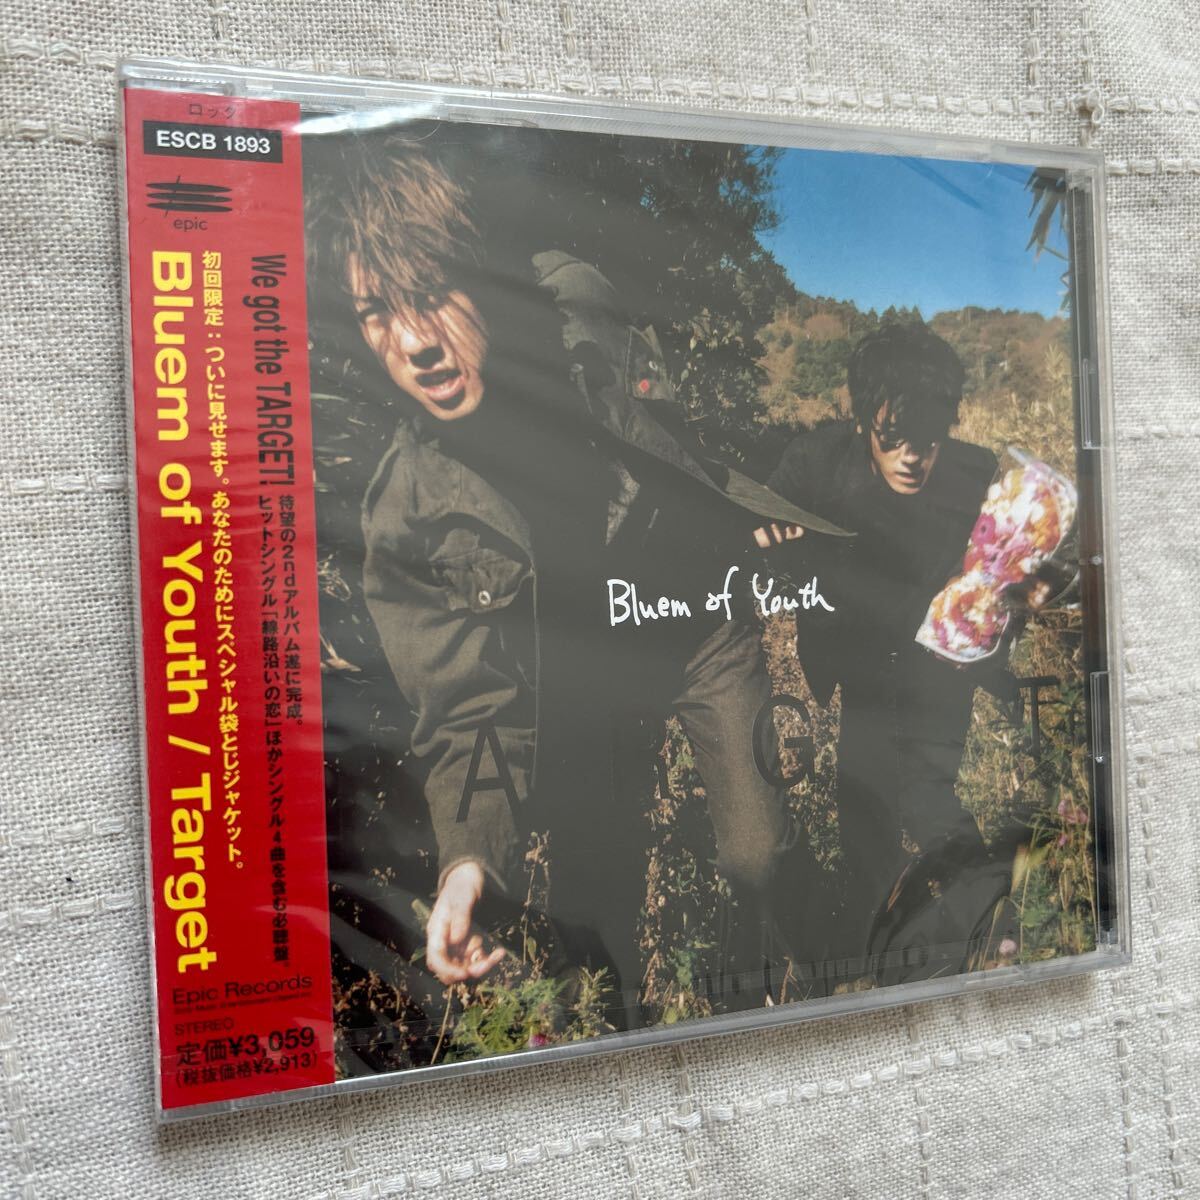 ロック
ESCB 1893
epic
We got the TARGET!
待望の2ndアルバム遂に完成。
ヒットシングル「線路沿いの恋」ほかシングル4曲を含む必聴盤。
初回限定：ついに見せます。あなたのためにスペシャル袋とじジャケット。
Bluem of Youth / Target
Epic Records
STEREO
定価¥3,059
(税抜価格¥2,913)
Bluem of Youth
A R G T